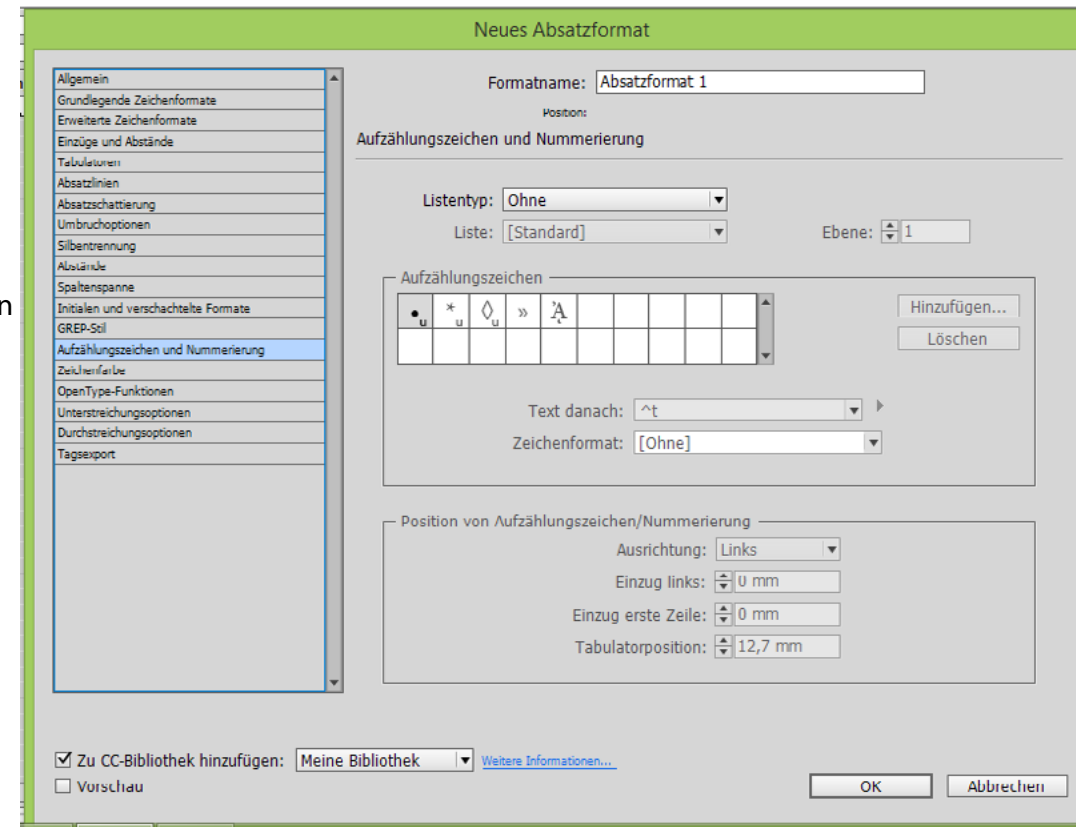 Neues Absatzformat
Allgemein
Grundlegende Zeichenformate
Erweiterte Zeichenformate
Einzüge und Abstände
Tabulatoren
Absatzlinien
Absatzschattierung
Umbruchoptionen
Silbentrennung
Abstände
Spaltenspanne
Initialen und verschachtelte Formate
GREP-Stil
Aufzählungszeichen und Nummerierung
Zeichenfarbe
OpenType-Funktionen
Unterstreichungsoptionen
Durchstreichungsoptionen
Tagsexport
n
Formatname: Absatzformat 1
Position:
Aufzählungszeichen und Nummerierung
Listentyp: Ohne
Liste: [Standard] Ebene: 1
Aufzählungszeichen
•u *u ◊u »
Hinzufügen...
Löschen
Text danach: ^t
Zeichenformat: [Ohne]
Position von Aufzählungszeichen/Nummerierung
Ausrichtung: Links
Einzug links: 0 mm
Einzug erste Zeile: 0 mm
Tabulatorposition: 12,7 mm
Zu CC-Bibliothek hinzufügen: Meine Bibliothek Weitere Informationen...
Vorschau
OK Abbrechen